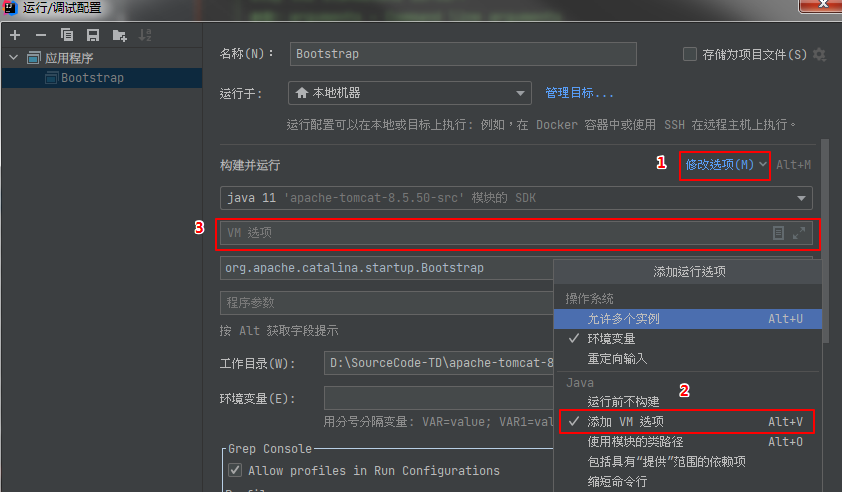 运行/调试配置
应用程序
Bootstrap
名称(N):
Bootstrap
存储为项目文件(S)
运行于:
本地机器
管理目标...
运行配置可以在本地或目标上执行: 例如，在 Docker 容器中或使用 SSH 在远程主机上执行。
构建并运行
1
修改选项(M)
Alt+M
java 11 'apache-tomcat-8.5.50-src' 模块的 SDK
3
VM 选项
org.apache.catalina.startup.Bootstrap
程序参数
按 Alt 获取字段提示
工作目录(W):
D:\SourceCode-TD\apache-tomcat-8
环境变量(E):
用分号分隔变量: VAR=value; VAR1=val
Grep Console
Allow profiles in Run Configurations
添加运行选项
操作系统
允许多个实例 Alt+U
环境变量
重定向输入
Java
2
运行前不构建
添加 VM 选项 Alt+V
使用模块的类路径 Alt+O
包括具有“提供”范围的依赖项
缩短命令行